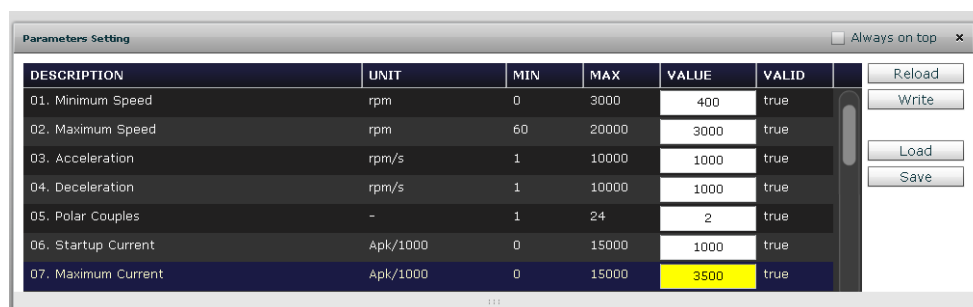 Parameters Setting Always on top ×
DESCRIPTION UNIT MIN MAX VALUE VALID Reload
01. Minimum Speed rpm 0 3000 400 true Write
02. Maximum Speed rpm 60 20000 3000 true
03. Acceleration rpm/s 1 10000 1000 true Load
04. Deceleration rpm/s 1 10000 1000 true Save
05. Polar Couples – 1 24 2 true
06. Startup Current Apk/1000 0 15000 1000 true
07. Maximum Current Apk/1000 0 15000 3500 true